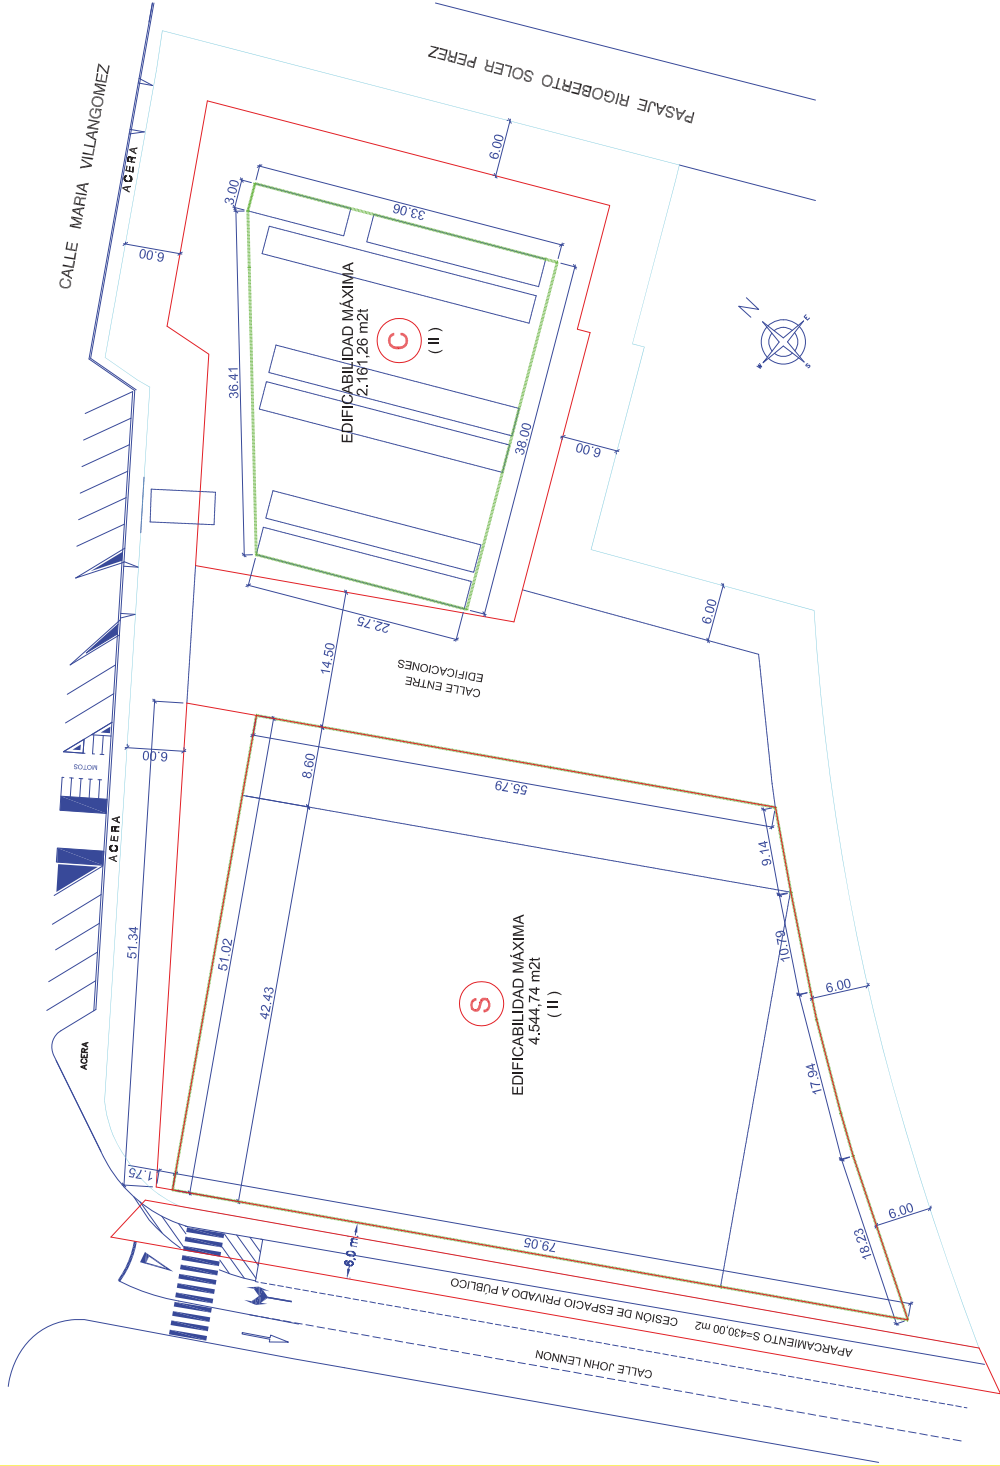 PASAJE RIGOBERTO SOLER PEREZ
CALLE MARIA VILLANGOMEZ
ACERA
6.00
6.00
3.00
33.06
36.41
EDIFICABILIDAD MÁXIMA
2.161,26 m2t
C
( II )
N
E
S
38.00
6.00
22.75
14.50
CALLE ENTRE
EDIFICACIONES
6.00
MOTOS
6.00
8.60
55.79
ACERA
9.14
51.34
51.02
42.43
10.79
S
EDIFICABILIDAD MÁXIMA
4.544,74 m2t
( II )
6.00
ACERA
17.94
1.75
6.00
18.23
79.05
6,0 m.
APARCAMIENTO S=430,00 m2 CESIÓN DE ESPACIO PRIVADO A PÚBLICO
CALLE JOHN LENNON